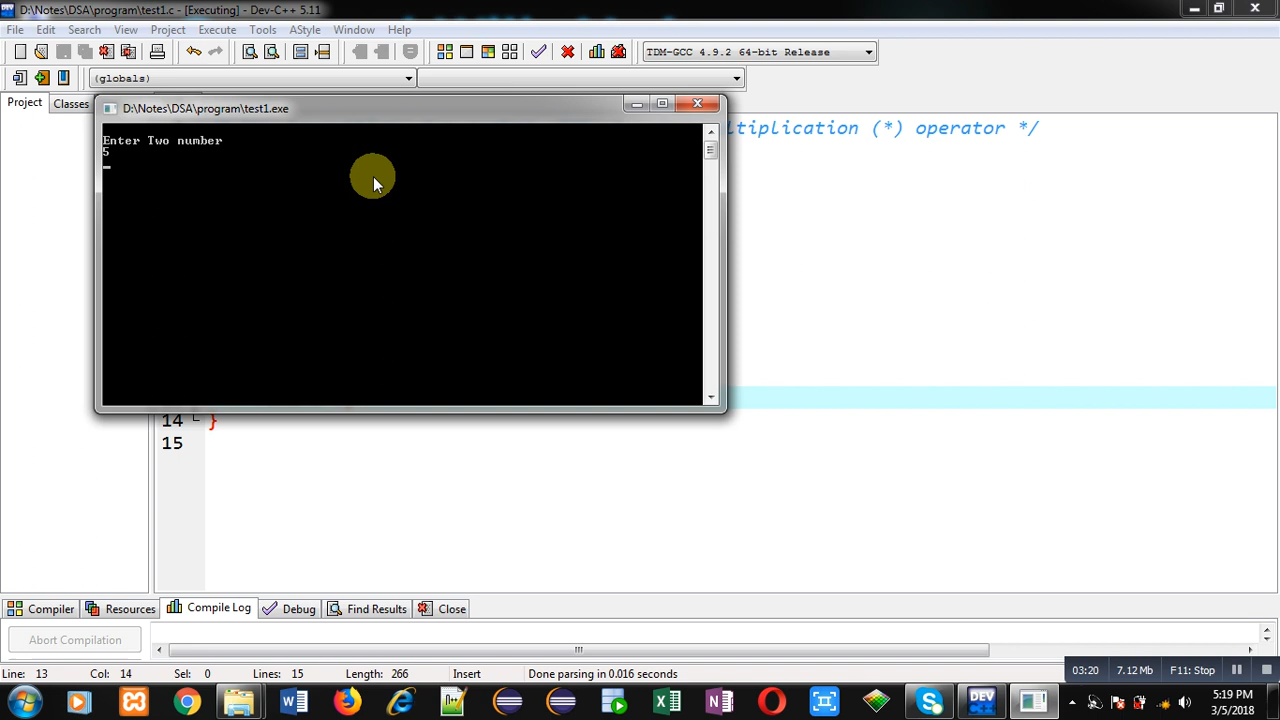 D:\Notes\DSA\program\test1.c - [Executing] - Dev-C++ 5.11
File Edit Search View Project Execute Tools AStyle Window Help
TDM-GCC 4.9.2 64-bit Release
(globals)
Project Classes
D:\Notes\DSA\program\test1.exe
ltiplication (*) operator */
Enter Two number
5
14 }
15
Compiler Resources Compile Log Debug Find Results Close
Abort Compilation
Line: 13 Col: 14 Sel: 0 Lines: 15 Length: 266 Insert Done parsing in 0.016 seconds
03:20 7.12 Mb F11: Stop
DEV
5:19 PM
3/5/2018